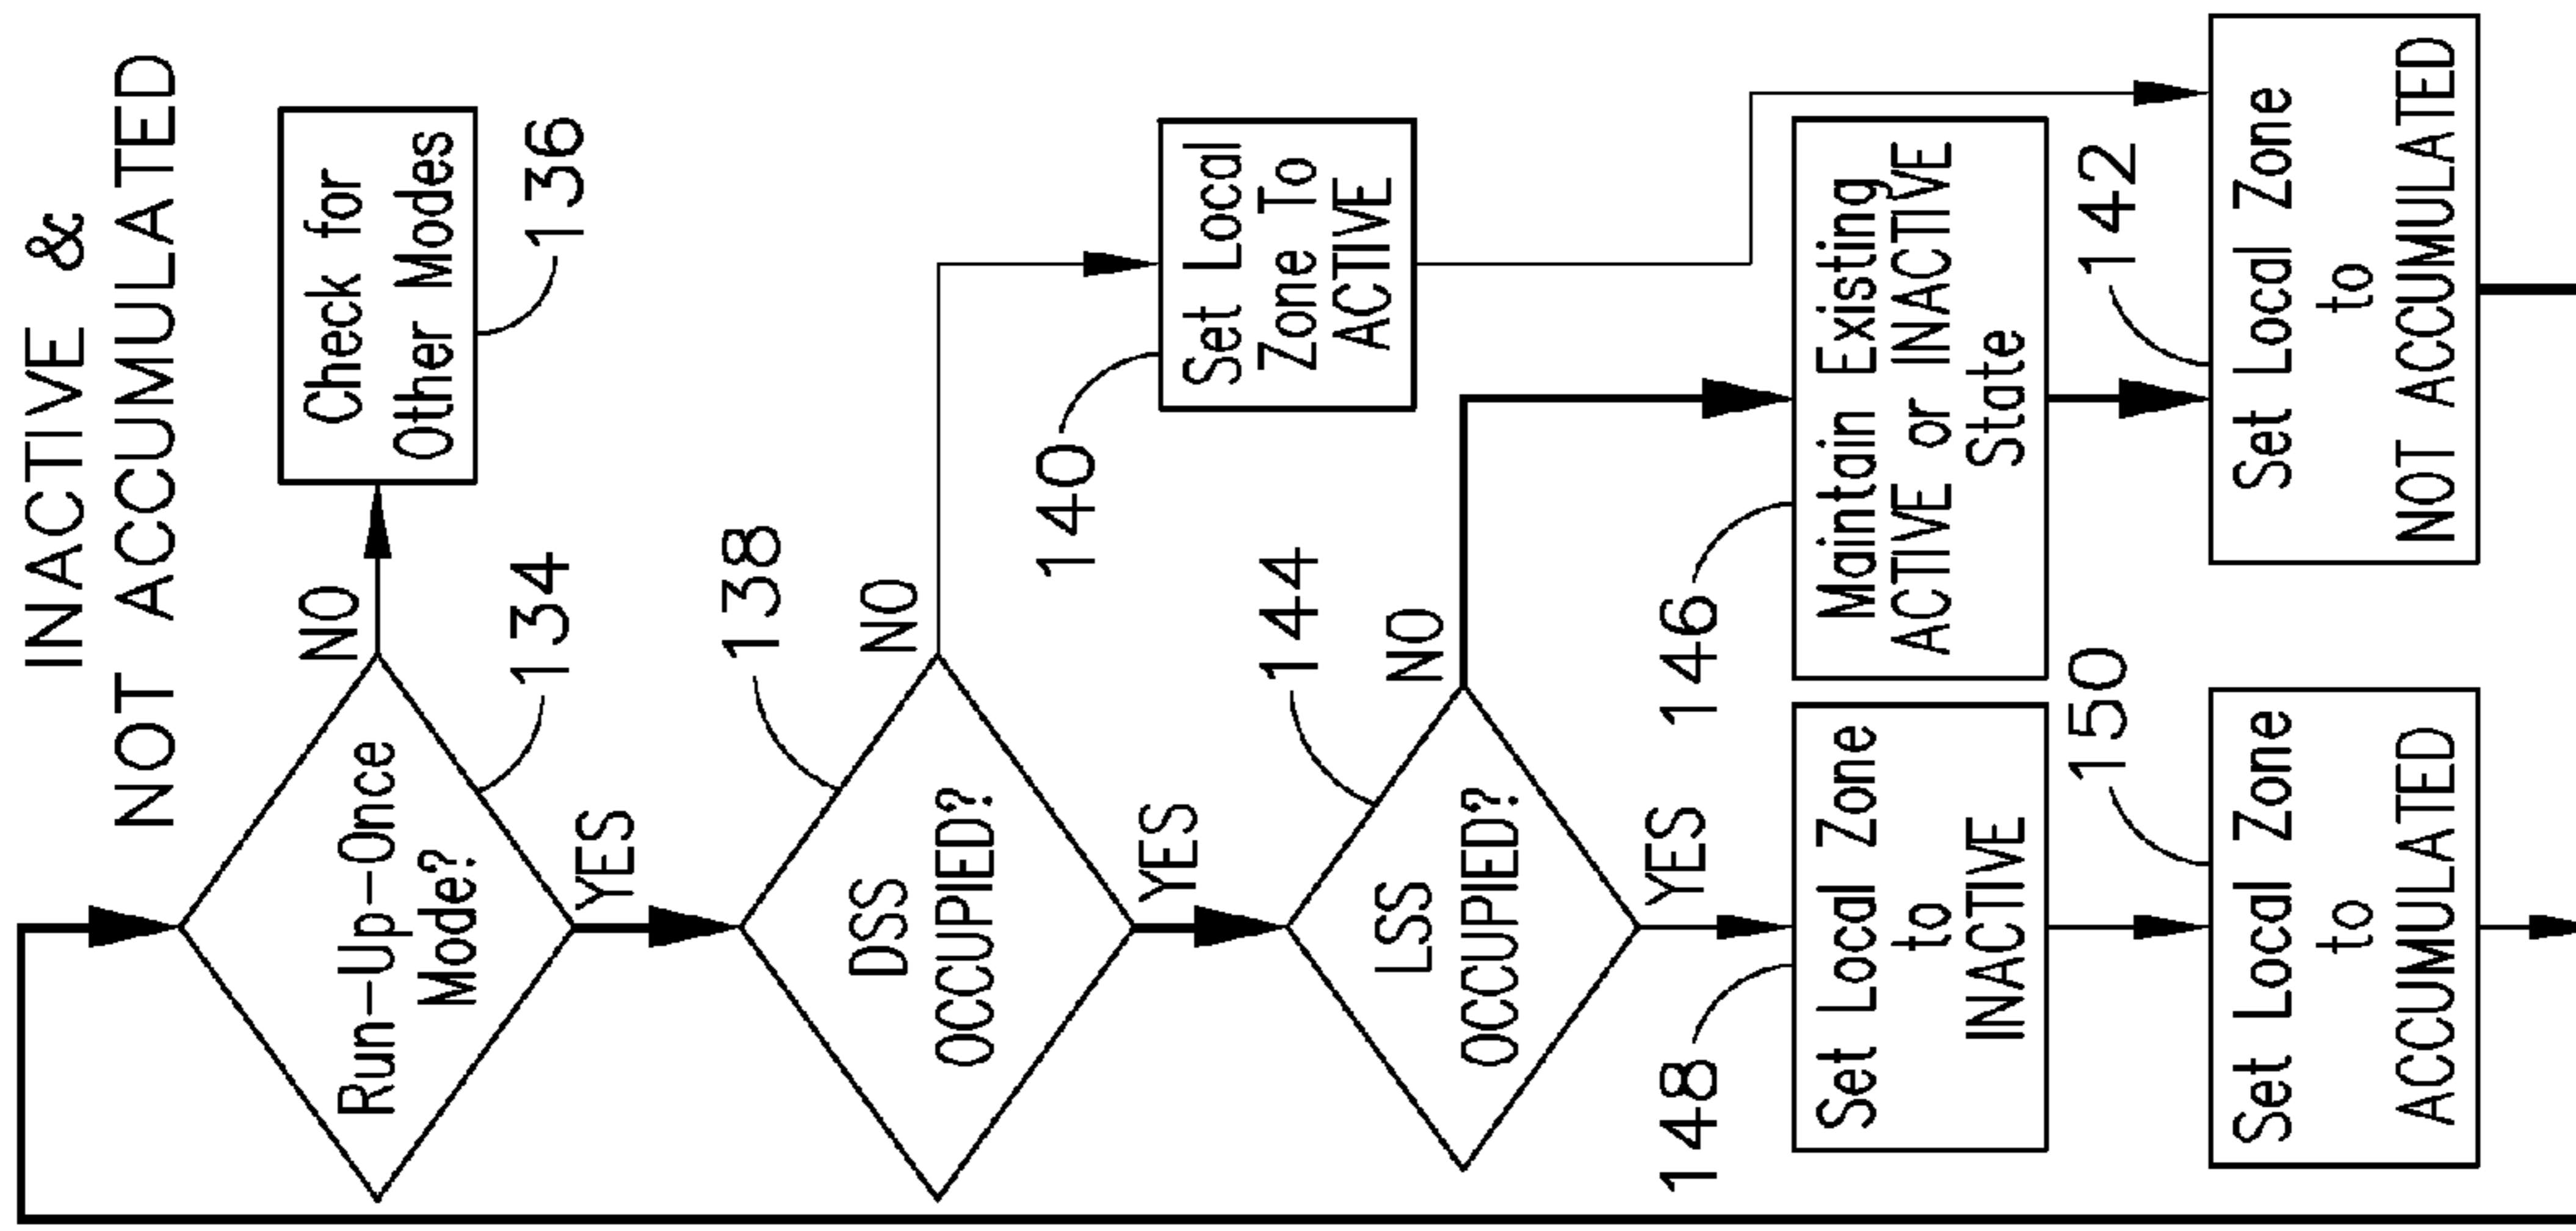 INACTIVE &
NOT ACCUMULATED
Run-Up-Once
Mode?
NO
134
Check for
Other Modes
136
YES
DSS
OCCUPIED?
138
NO
Set Local
Zone To
ACTIVE
140
YES
LSS
OCCUPIED?
144
NO
Maintain Existing
ACTIVE or INACTIVE
State
146
YES
Set Local Zone
to
INACTIVE
148
Set Local Zone
to
NOT ACCUMULATED
142
Set Local Zone
to
ACCUMULATED
150